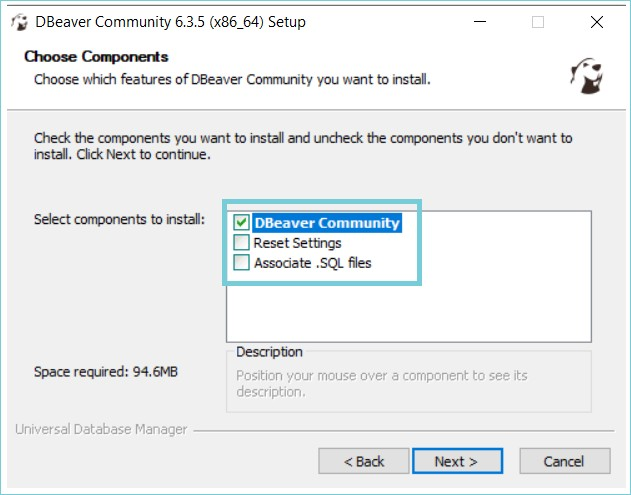 DBeaver Community 6.3.5 (x86_64) Setup
Choose Components
Choose which features of DBeaver Community you want to install.
Check the components you want to install and uncheck the components you don't want to
install. Click Next to continue.
Select components to install:
DBeaver Community
Reset Settings
Associate .SQL files
Space required: 94.6MB
Description
Position your mouse over a component to see its
description.
Universal Database Manager
< Back
Next >
Cancel